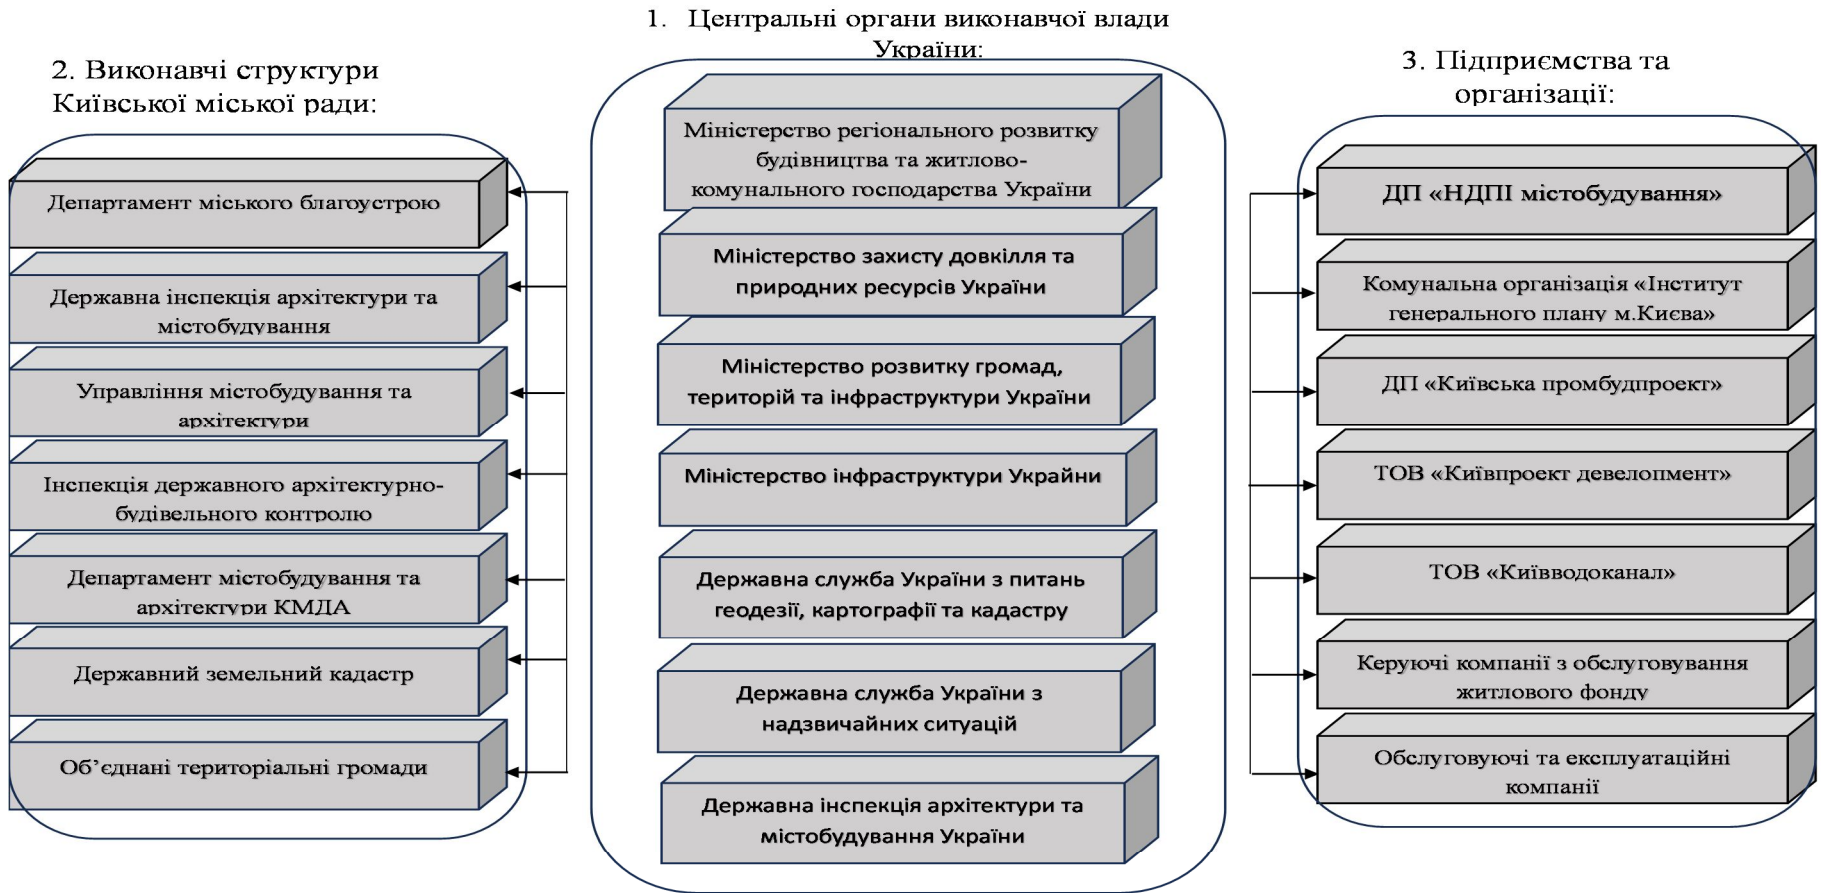 1. Центральні органи виконавчої влади
України:
2. Виконавчі структури
Київської міської ради:
3. Підприємства та
організації:
Департамент міського благоустрою
Державна інспекція архітектури та
містобудування
Управління містобудування та
архітектури
Інспекція державного архітектурно-
будівельного контролю
Департамент містобудування та
архітектури КМДА
Державний земельний кадастр
Об’єднані територіальні громади
Міністерство регіонального розвитку
будівництва та житлово-
комунального господарства України
Міністерство захисту довкілля та
природних ресурсів України
Міністерство розвитку громад,
територій та інфраструктури України
Міністерство інфраструктури Украйни
Державна служба України з питань
геодезії, картографії та кадастру
Державна служба України з
надзвичайних ситуацій
Державна інспекція архітектури та
містобудування України
ДП «НДПІ містобудування»
Комунальна організація «Інститут
генерального плану м.Києва»
ДП «Київська промбудпроект»
ТОВ «Київпроект девелопмент»
ТОВ «Київводоканал»
Керуючі компанії з обслуговування
житлового фонду
Обслуговуючі та експлуатаційні
компанії